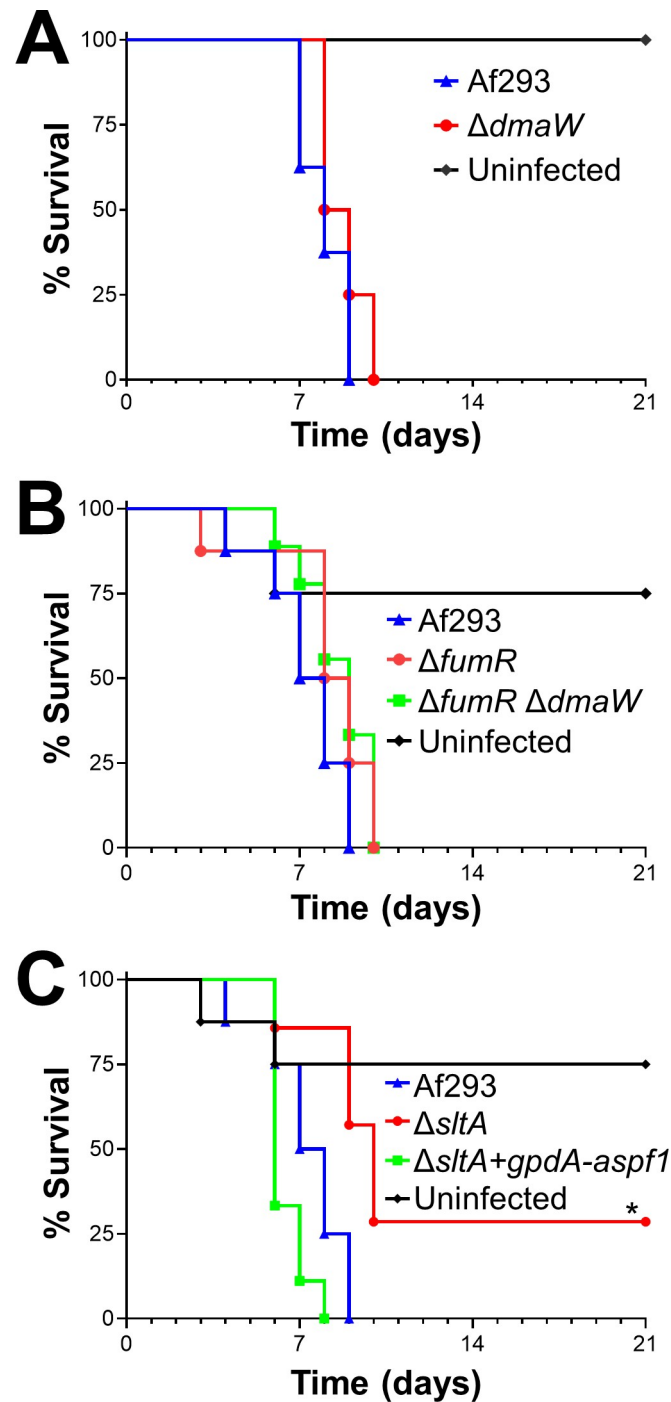 A
% Survival
100
75
50
25
0
Af293
ΔdmaW
Uninfected
0 7 14 21
Time (days)
B
% Survival
100
75
50
25
0
Af293
ΔfumR
ΔfumR ΔdmaW
Uninfected
0 7 14 21
Time (days)
C
% Survival
100
75
50
25
0
Af293
ΔsltA
ΔsltA+gpdA-aspf1
Uninfected
*
0 7 14 21
Time (days)